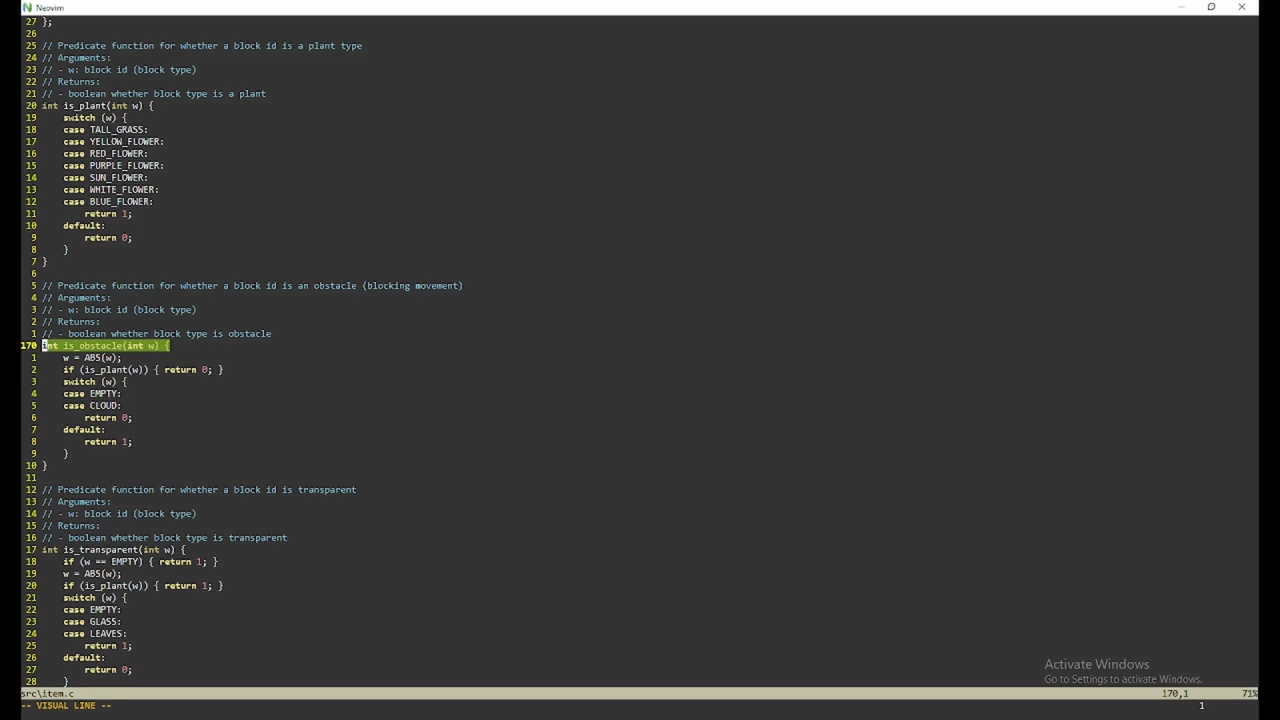 Neovim
27 };
26
25 // Predicate function for whether a block id is a plant type
24 // Arguments:
23 // - w: block id (block type)
22 // Returns:
21 // - boolean whether block type is a plant
20 int is_plant(int w) {
19 switch (w) {
18 case TALL_GRASS:
17 case YELLOW_FLOWER:
16 case RED_FLOWER:
15 case PURPLE_FLOWER:
14 case SUN_FLOWER:
13 case WHITE_FLOWER:
12 case BLUE_FLOWER:
11 return 1;
10 default:
9 return 0;
8 }
7 }
6
5 // Predicate function for whether a block id is an obstacle (blocking movement)
4 // Arguments:
3 // - w: block id (block type)
2 // Returns:
1 // - boolean whether block type is obstacle
170 int is_obstacle(int w) {
1 w = ABS(w);
2 if (is_plant(w)) { return 0; }
3 switch (w) {
4 case EMPTY:
5 case CLOUD:
6 return 0;
7 default:
8 return 1;
9 }
10 }
11
12 // Predicate function for whether a block id is transparent
13 // Arguments:
14 // - w: block id (block type)
15 // Returns:
16 // - boolean whether block type is transparent
17 int is_transparent(int w) {
18 if (w == EMPTY) { return 1; }
19 w = ABS(w);
20 if (is_plant(w)) { return 1; }
21 switch (w) {
22 case EMPTY:
23 case GLASS:
24 case LEAVES:
25 return 1;
26 default:
27 return 0;
28 }
Activate Windows
Go to Settings to activate Windows.
src\item.c 170,1 71%
-- VISUAL LINE -- 1